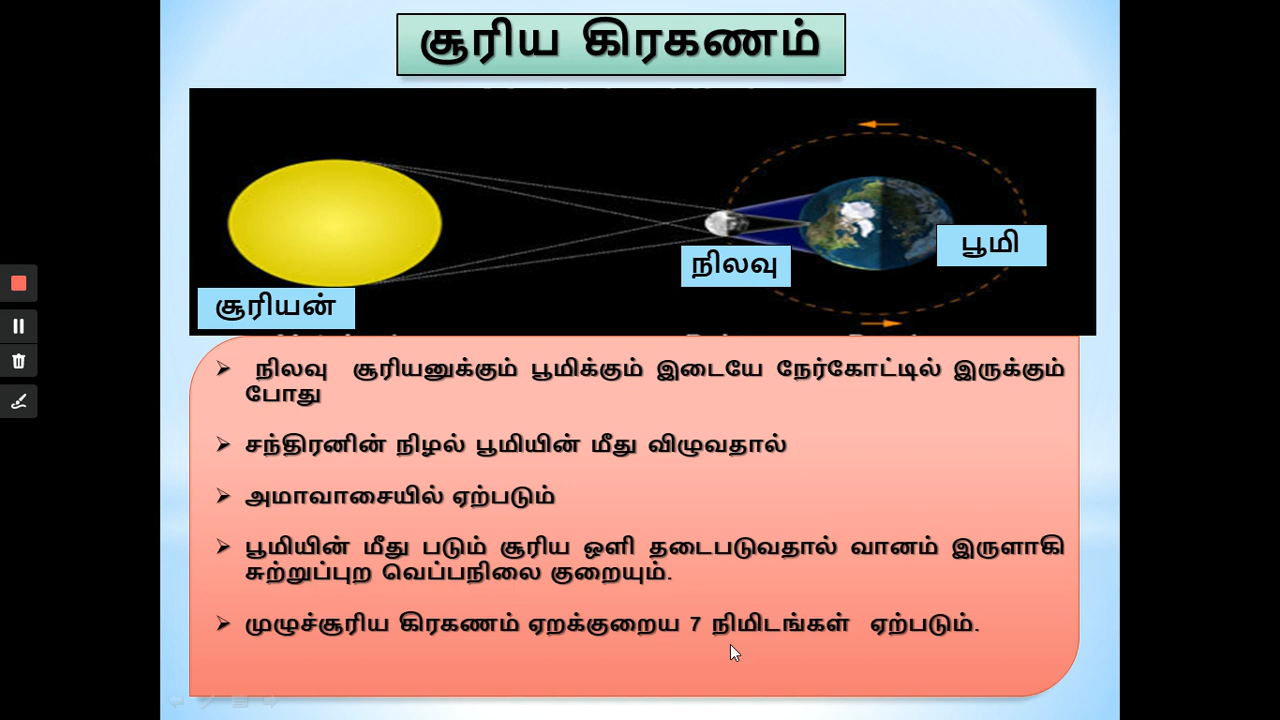 சூரிய கிரகணம்
சூரியன்
நிலவு
பூமி
நிலவு சூரியனுக்கும் பூமிக்கும் இடையே நேர்கோட்டில் இருக்கும்
போது
சந்திரனின் நிழல் பூமியின் மீது விழுவதால்
அமாவாசையில் ஏற்படும்
பூமியின் மீது படும் சூரிய ஒளி தடைபடுவதால் வானம் இருளாகி
சுற்றுப்புற வெப்பநிலை குறையும்.
முழுச்சூரிய கிரகணம் ஏறக்குறைய 7 நிமிடங்கள் ஏற்படும்.